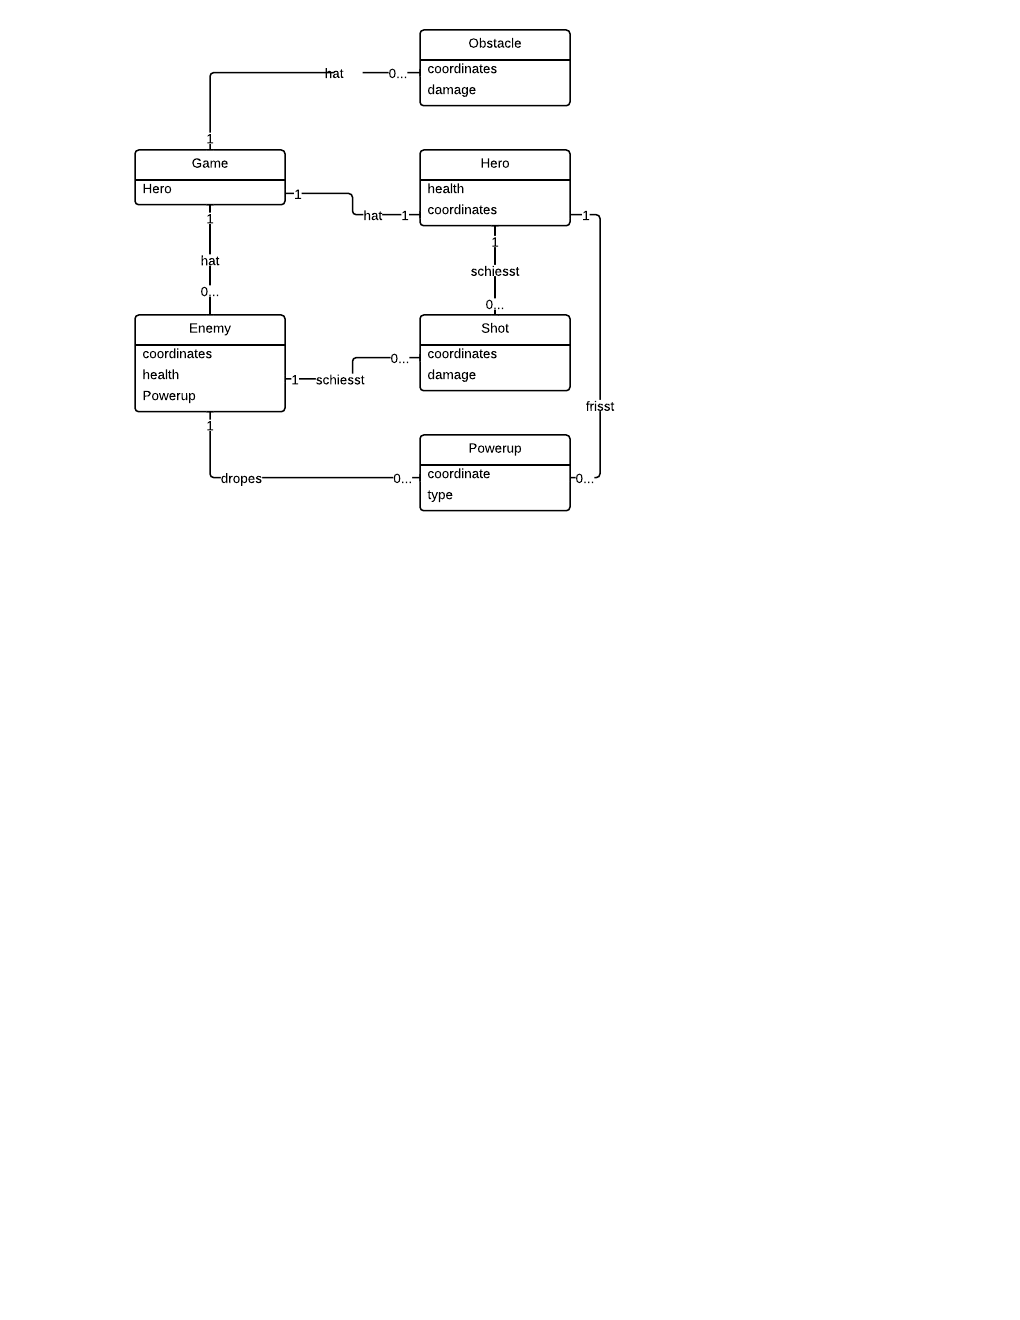 Obstacle
coordinates
damage
hat
0...
1
Game
Hero
1
hat
1
Hero
health
coordinates
1
1
hat
0...
1
schiesst
0...
Enemy
coordinates
health
Powerup
1
schiesst
0...
Shot
coordinates
damage
frisst
1
dropes
0...
Powerup
coordinate
type
0...